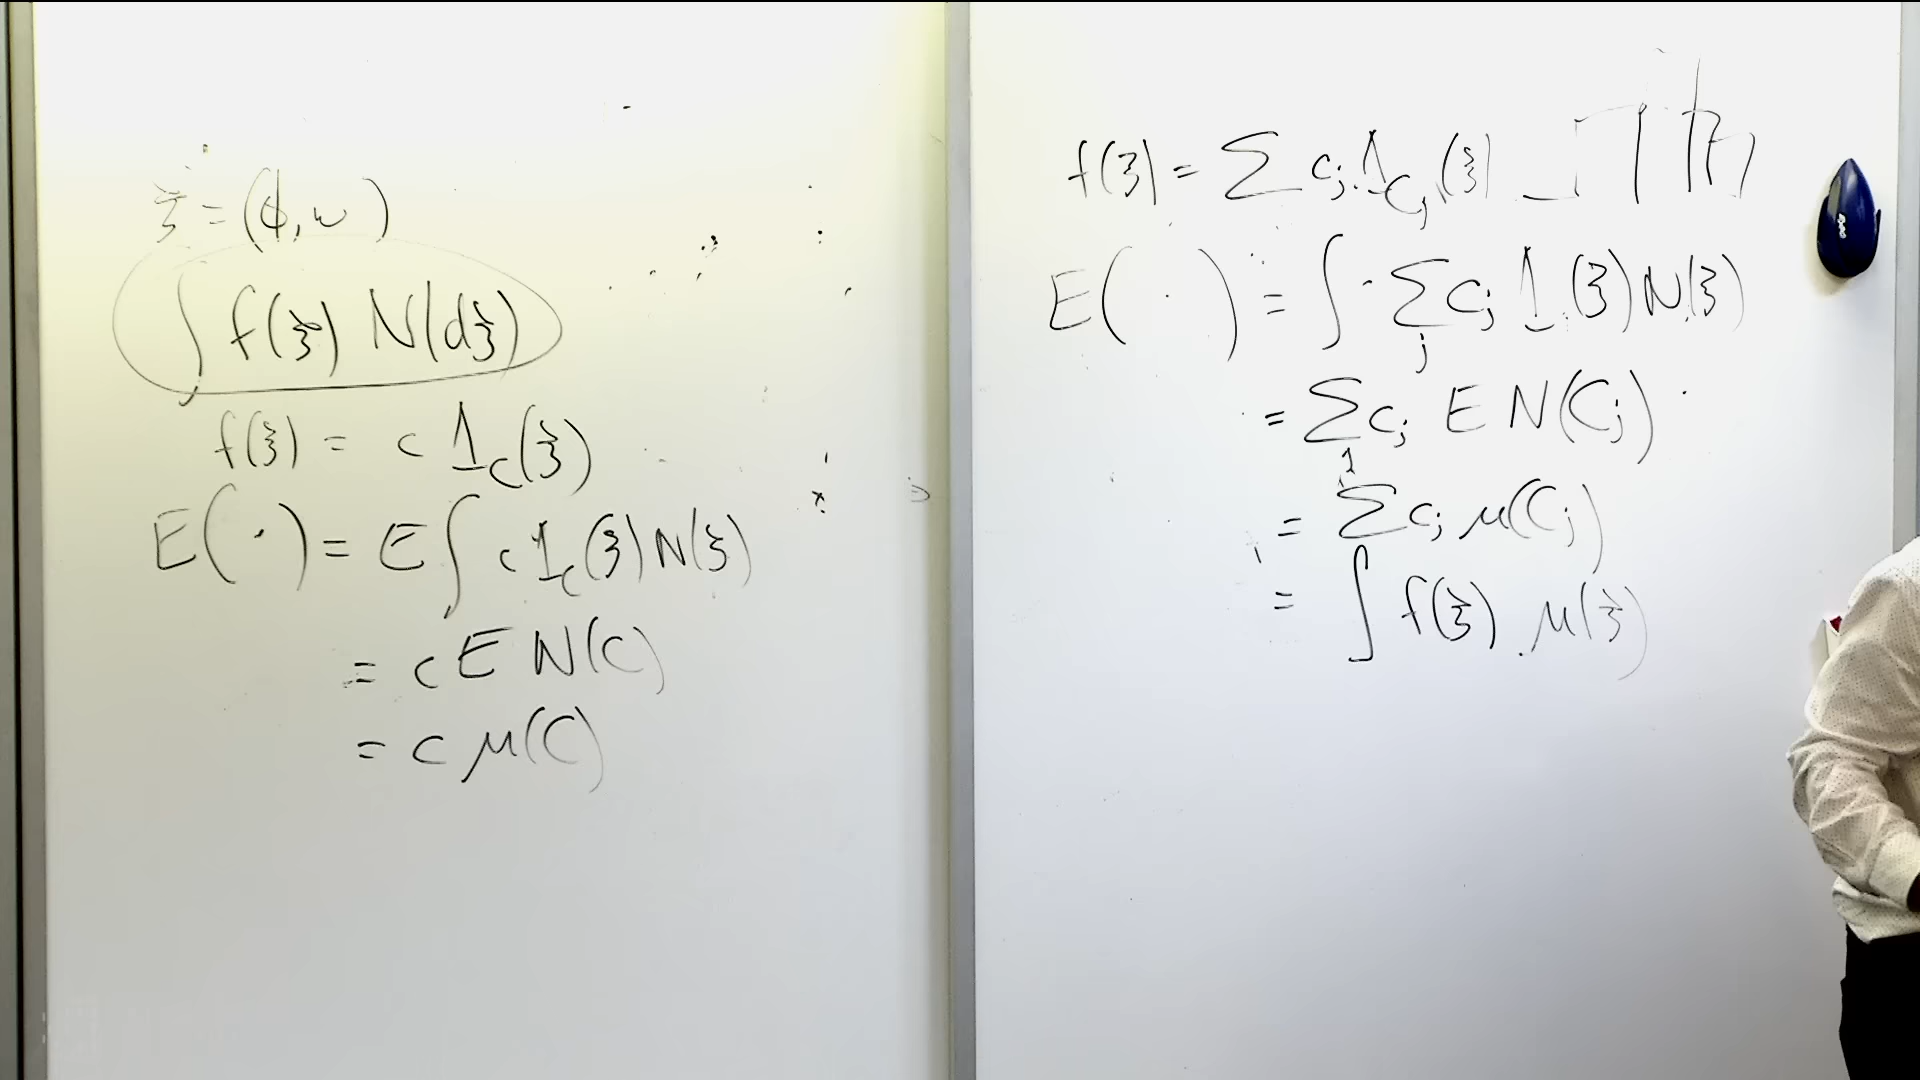 ξ = (φ, w)
∫ f(ξ) N(dξ)
f(ξ) = c 1_C(ξ)
E(·) = E∫ c 1_C(ξ) N(ξ)
= c E N(C)
= c μ(C)
f(ξ) = Σ c_j 1_{C_j}(ξ)
E(·) = ∫ Σ_j c_j 1(ξ) N(ξ)
= Σ c_j E N(C_j)
= Σ c_j μ(C_j)
= ∫ f(ξ) μ(ξ)